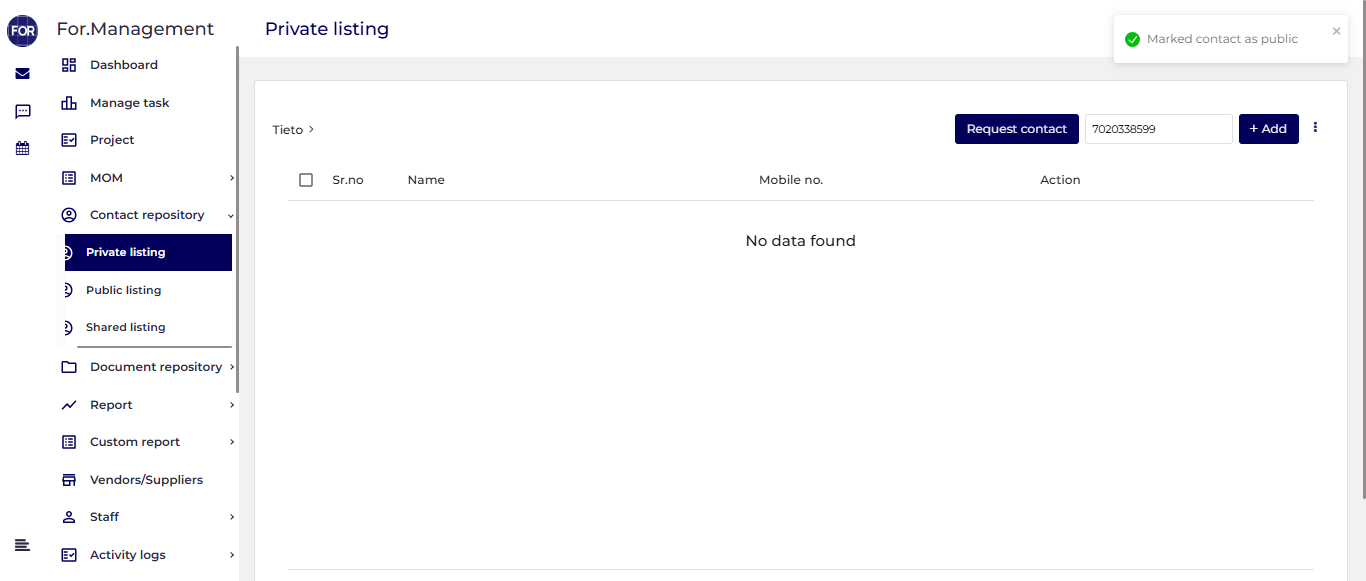 FOR
For.Management
Private listing
Marked contact as public
Dashboard
Manage task
Project
MOM
Contact repository
Private listing
Public listing
Shared listing
Document repository
Report
Custom report
Vendors/Suppliers
Staff
Activity logs
Tieto >
Request contact
7020338599
+ Add
Sr.no
Name
Mobile no.
Action
No data found